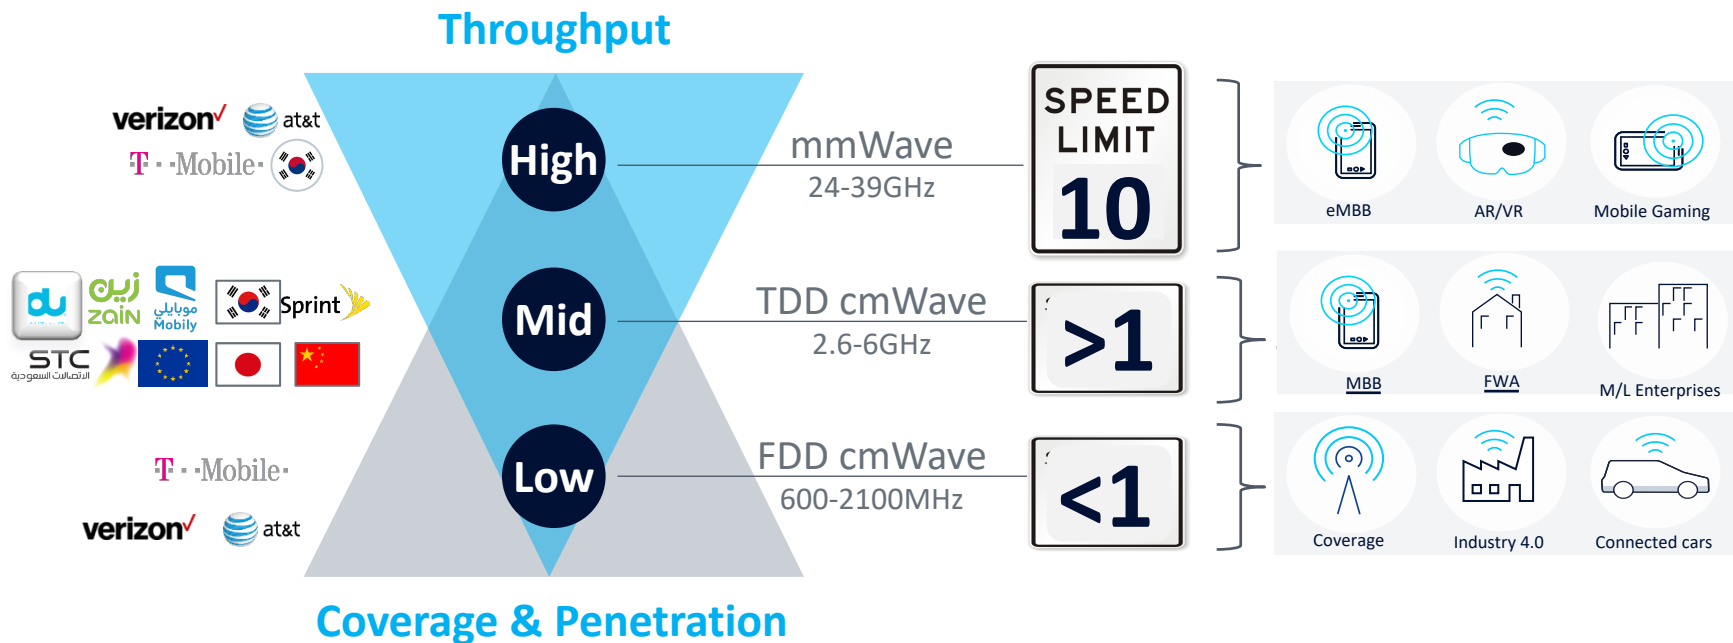 Throughput
verizon
at&t
T··Mobile·
High
mmWave
24-39GHz
SPEED
LIMIT
10
eMBB
AR/VR
Mobile Gaming
du
زين
ZAIN
موبايلي
Mobily
Sprint
STC
الاتصالات السعودية
Mid
TDD cmWave
2.6-6GHz
>1
MBB
FWA
M/L Enterprises
T··Mobile·
verizon
at&t
Low
FDD cmWave
600-2100MHz
<1
Coverage
Industry 4.0
Connected cars
Coverage & Penetration